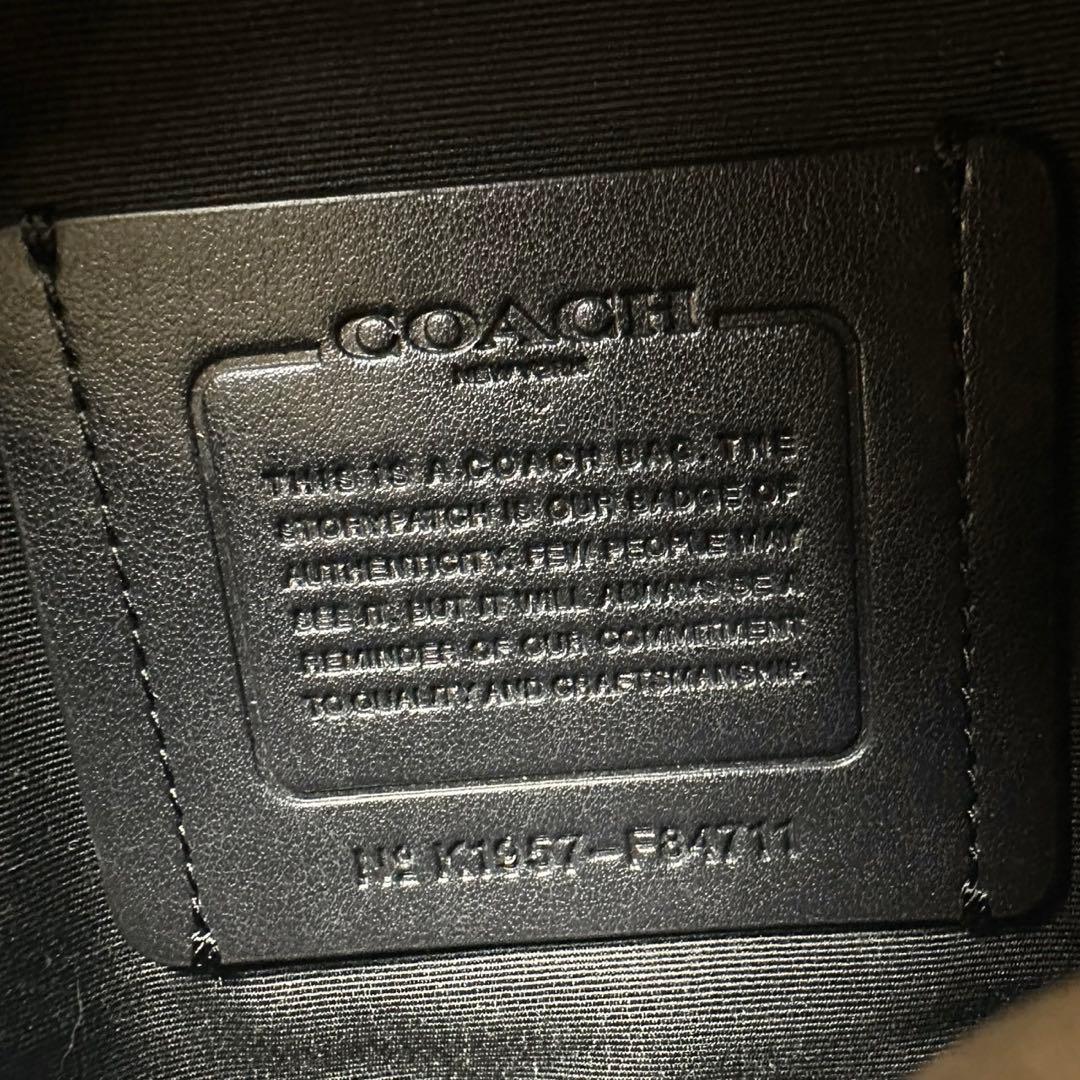 COACH
NEW YORK
THIS IS A COACH BAG. THE
STORYPATCH IS OUR BADGE OF
AUTHENTICITY. FEW PEOPLE MAY
SEE IT, BUT IT WILL ALWAYS BE A
REMINDER OF OUR COMMITMENT
TO QUALITY AND CRAFTSMANSHIP.
Nº K1957-F84711